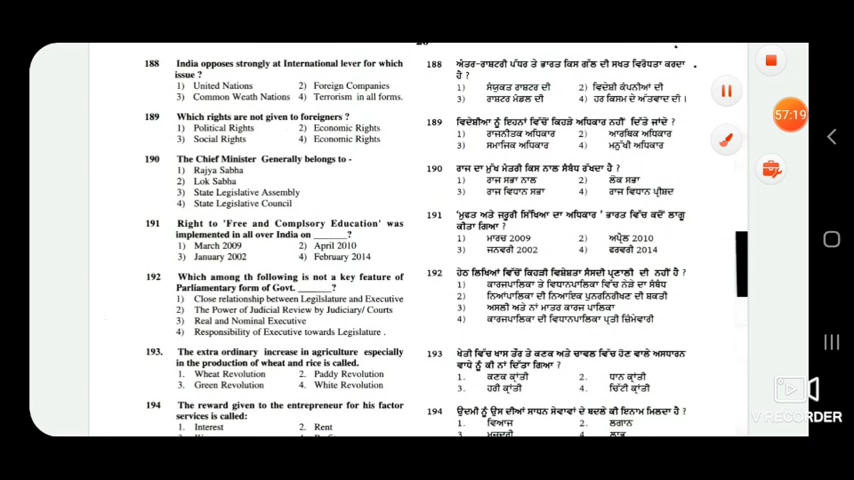 188 India opposes strongly at International lever for which
issue ?
1) United Nations 2) Foreign Companies
3) Common Weath Nations 4) Terrorism in all forms.
189 Which rights are not given to foreigners ?
1) Political Rights 2) Economic Rights
3) Social Rights 4) Economic Rights
190 The Chief Minister Generally belongs to -
1) Rajya Sabha
2) Lok Sabha
3) State Legislative Assembly
4) State Legislative Council
191 Right to 'Free and Complsory Education' was
implemented in all over India on ______?
1) March 2009 2) April 2010
3) January 2002 4) February 2014
192 Which among th following is not a key feature of
Parliamentary form of Govt. ______?
1) Close relationship between Legilslature and Executive
2) The Power of Judicial Review by Judiciary/ Courts
3) Real and Nominal Executive
4) Responsibility of Executive towards Legislature .
193. The extra ordinary increase in agriculture especially
in the production of wheat and rice is called.
1. Wheat Revolution 2. Paddy Revolution
3. Green Revolution 4. White Revolution
194 The reward given to the entrepreneur for his factor
services is called:
1. Interest 2. Rent
188 ਅੰਤਰ-ਰਾਸ਼ਟਰੀ ਪੱਧਰ ਤੇ ਭਾਰਤ ਕਿਸ ਗੱਲ ਦੀ ਸਖਤ ਵਿਰੋਧਤਾ ਕਰਦਾ
ਹੈ ?
1) ਸੰਯੁਕਤ ਰਾਸ਼ਟਰ ਦੀ 2) ਵਿਦੇਸ਼ੀ ਕੰਪਨੀਆਂ ਦੀ
3) ਰਾਸ਼ਟਰ ਮੰਡਲ ਦੀ 4) ਹਰ ਕਿਸਮ ਦੇ ਅੱਤਵਾਦ ਦੀ ।
189 ਵਿਦੇਸ਼ੀਆ ਨੂੰ ਇਹਨਾਂ ਵਿੱਚੋਂ ਕਿਹੜੇ ਅਧਿਕਾਰ ਨਹੀਂ ਦਿੱਤੇ ਜਾਂਦੇ ?
1) ਰਾਜਨੀਤਕ ਅਧਿਕਾਰ 2) ਆਰਥਿਕ ਅਧਿਕਾਰ
3) ਸਮਾਜਿਕ ਅਧਿਕਾਰ 4) ਮਨੁੱਖੀ ਅਧਿਕਾਰ
190 ਰਾਜ ਦਾ ਮੁੱਖ ਮੰਤਰੀ ਕਿਸ ਨਾਲ ਸੰਬੰਧ ਰੱਖਦਾ ਹੈ ?
1) ਰਾਜ ਸਭਾ ਨਾਲ 2) ਲੋਕ ਸਭਾ
3) ਰਾਜ ਵਿਧਾਨ ਸਭਾ 4) ਰਾਜ ਵਿਧਾਨ ਪ੍ਰੀਸ਼ਦ
191 'ਮੁਫਤ ਅਤੇ ਜਰੂਰੀ ਸਿੱਖਿਆ ਦਾ ਅਧਿਕਾਰ ' ਭਾਰਤ ਵਿੱਚ ਕਦੋਂ ਲਾਗੂ
ਕੀਤਾ ਗਿਆ ?
1) ਮਾਰਚ 2009 2) ਅਪ੍ਰੈਲ 2010
3) ਜਨਵਰੀ 2002 4) ਫਰਵਰੀ 2014
192 ਹੇਠ ਲਿਖਿਆਂ ਵਿੱਚੋਂ ਕਿਹੜੀ ਵਿਸ਼ੇਸ਼ਤਾ ਸੰਸਦੀ ਪ੍ਰਣਾਲੀ ਦੀ ਨਹੀਂ ਹੈ ?
1) ਕਾਰਜਪਾਲਿਕਾ ਤੇ ਵਿਧਾਨਪਾਲਿਕਾ ਵਿੱਚ ਨੇੜੇ ਦਾ ਸਬੰਧ
2) ਨਿਆਂਪਾਲਿਕਾ ਦੀ ਨਿਆਂਇਕ ਪੁਨਰਨਿਰੀਖਣ ਦੀ ਸ਼ਕਤੀ
3) ਅਸਲੀ ਅਤੇ ਨਾਂ ਮਾਤਰ ਕਾਰਜ ਪਾਲਿਕਾ
4) ਕਾਰਜਪਾਲਿਕਾ ਦੀ ਵਿਧਾਨਪਾਲਿਕਾ ਪ੍ਰਤੀ ਜ਼ਿੰਮੇਵਾਰੀ
193 ਖੇਤੀ ਵਿੱਚ ਖਾਸ ਤੌਰ ਤੇ ਕਣਕ ਅਤੇ ਚਾਵਲ ਵਿੱਚ ਹੋਣ ਵਾਲੇ ਅਸਧਾਰਨ
ਵਾਧੇ ਨੂੰ ਕੀ ਨਾਂ ਦਿੱਤਾ ਗਿਆ ?
1. ਕਣਕ ਕ੍ਰਾਂਤੀ 2. ਧਾਨ ਕ੍ਰਾਂਤੀ
3. ਹਰੀ ਕ੍ਰਾਂਤੀ 4. ਚਿੱਟੀ ਕ੍ਰਾਂਤੀ
194 ਉਦਮੀ ਨੂੰ ਉਸ ਦੀਆਂ ਸਾਧਨ ਸੇਵਾਵਾਂ ਦੇ ਬਦਲੇ ਕੀ ਇਨਾਮ ਮਿਲਦਾ ਹੈ ?
1. ਵਿਆਜ 2. ਲਗਾਨ
3. ਮਜ਼ਦੂਰੀ 4. ਲਾਭ
57:19
V RECORDER